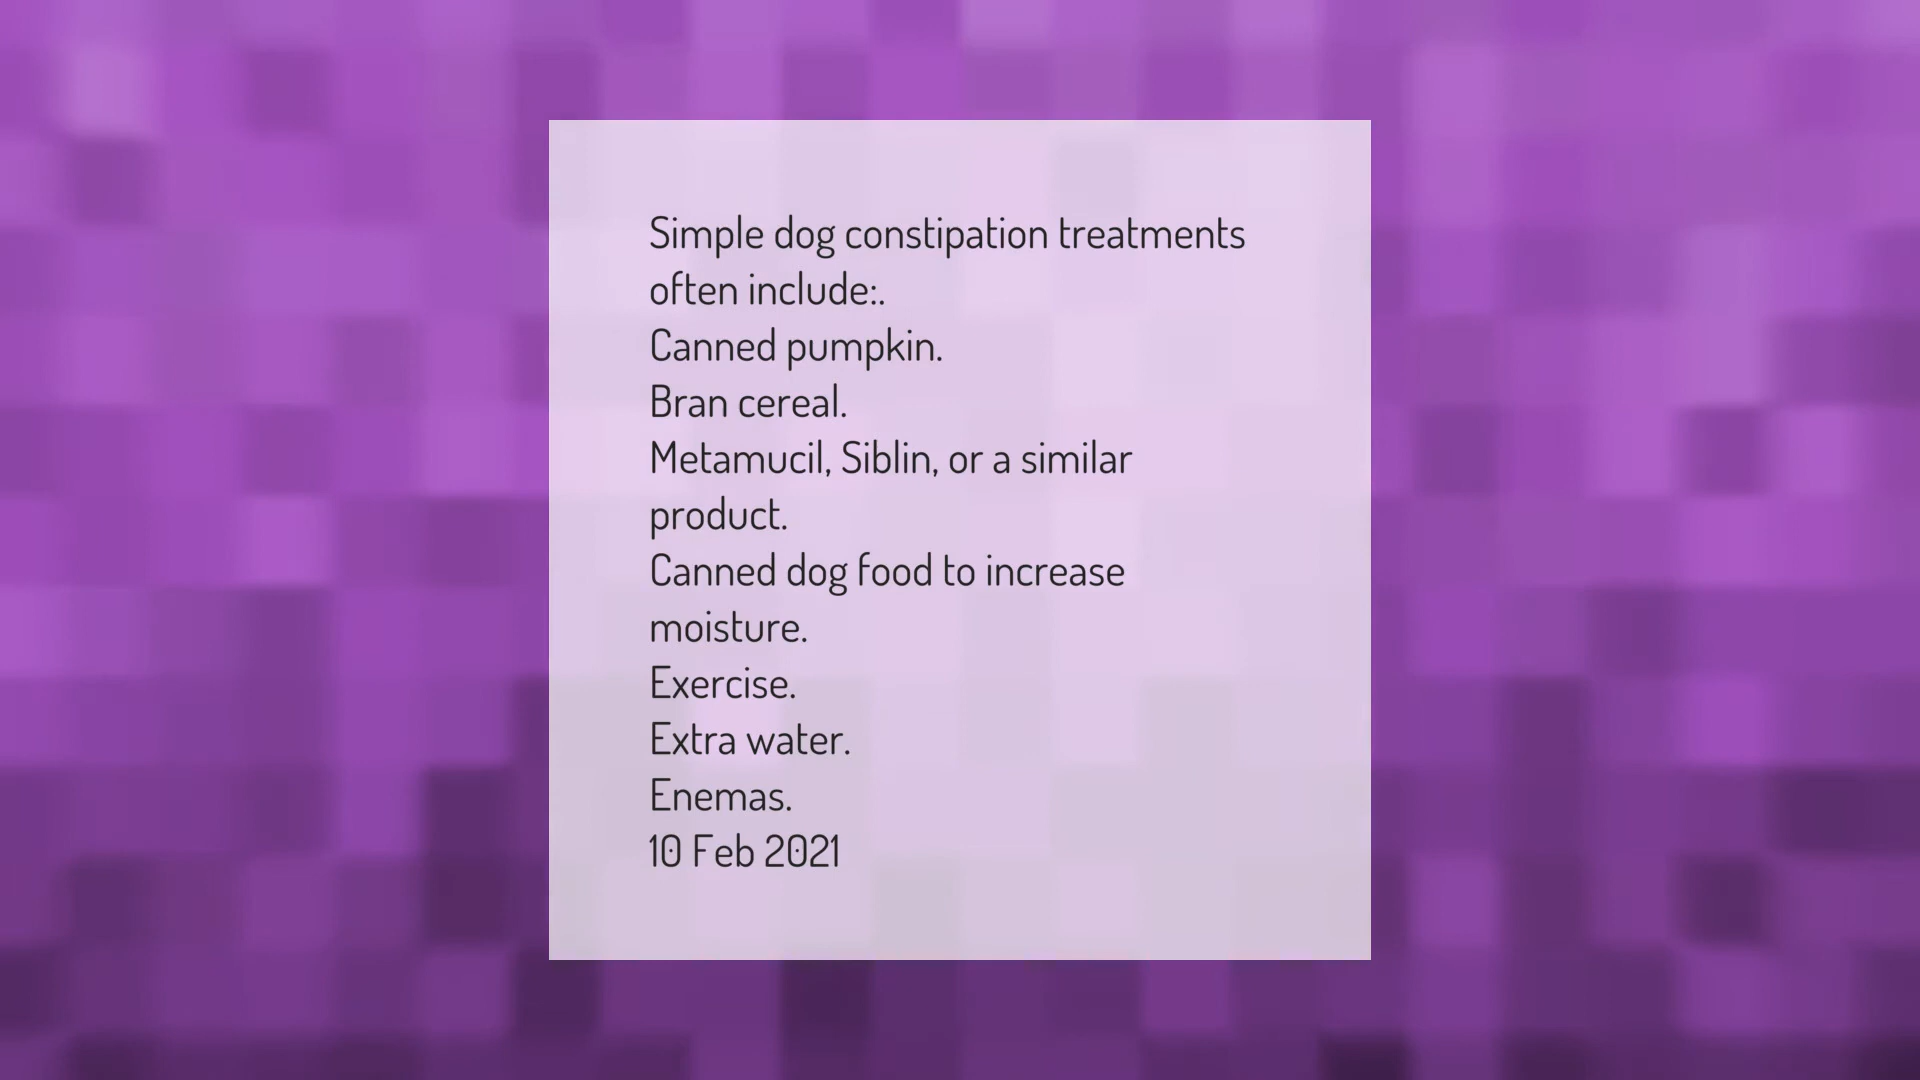 Simple dog constipation treatments
often include:.
Canned pumpkin.
Bran cereal.
Metamucil, Siblin, or a similar
product.
Canned dog food to increase
moisture.
Exercise.
Extra water.
Enemas.
10 Feb 2021